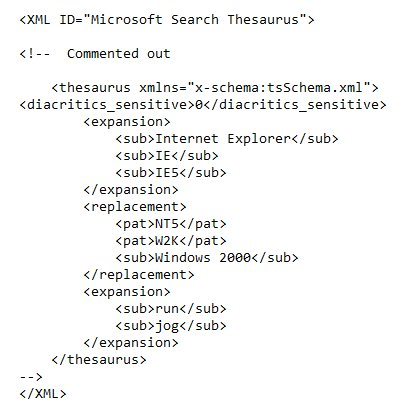 <XML ID="Microsoft Search Thesaurus">
<!--  Commented out
    <thesaurus xmlns="x-schema:tsSchema.xml">
<diacritics_sensitive>0</diacritics_sensitive>
        <expansion>
            <sub>Internet Explorer</sub>
            <sub>IE</sub>
            <sub>IE5</sub>
        </expansion>
        <replacement>
            <pat>NT5</pat>
            <pat>W2K</pat>
            <sub>Windows 2000</sub>
        </replacement>
        <expansion>
            <sub>run</sub>
            <sub>jog</sub>
        </expansion>
    </thesaurus>
-->
</XML>